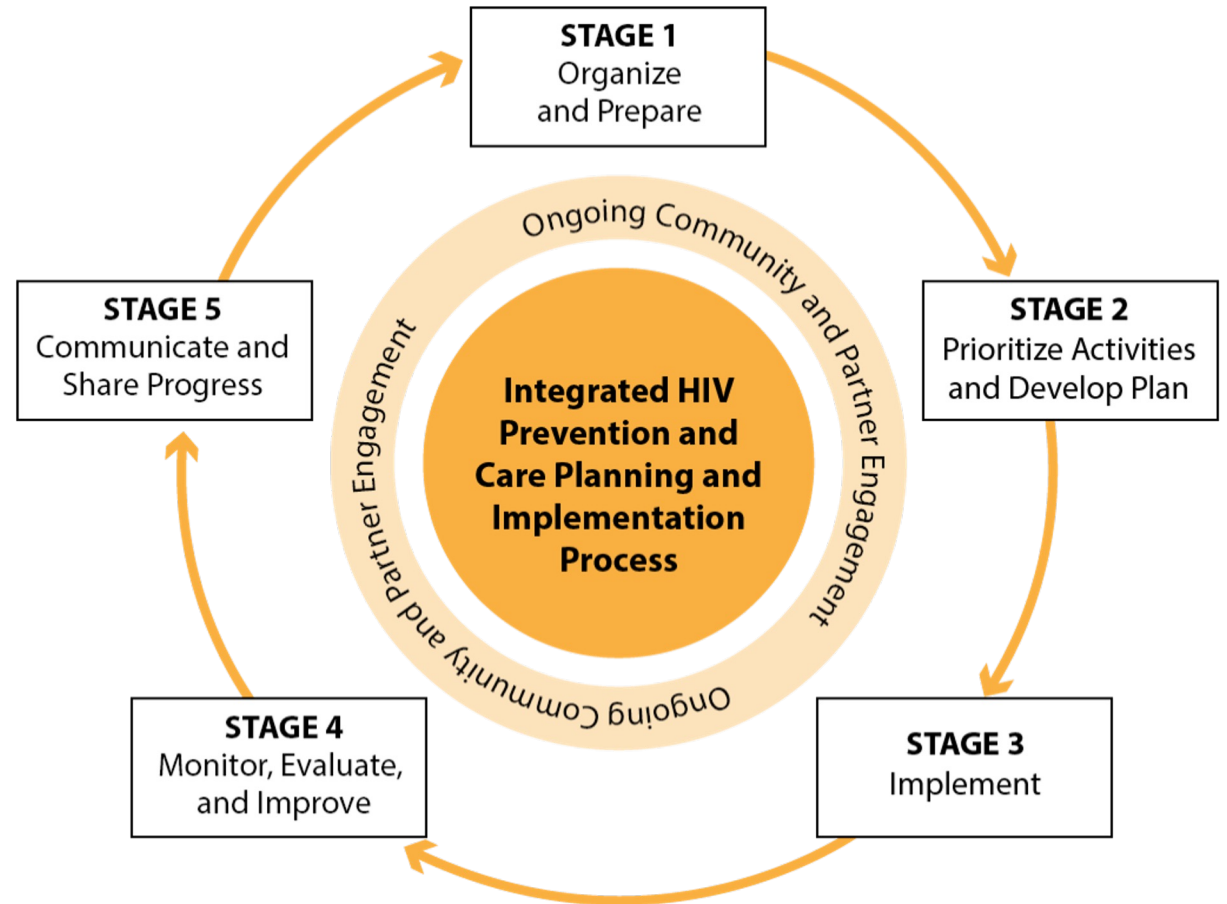 STAGE 1
Organize
and Prepare
STAGE 2
Prioritize Activities
and Develop Plan
STAGE 3
Implement
STAGE 4
Monitor, Evaluate,
and Improve
STAGE 5
Communicate and
Share Progress
Ongoing Community and Partner Engagement
Ongoing Community and Partner Engagement
Integrated HIV
Prevention and
Care Planning and
Implementation
Process